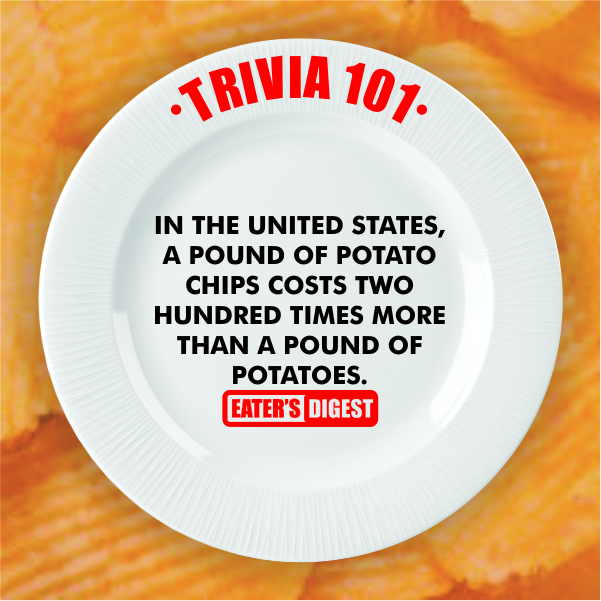 •TRIVIA 101•
IN THE UNITED STATES,
A POUND OF POTATO
CHIPS COSTS TWO
HUNDRED TIMES MORE
THAN A POUND OF
POTATOES.
EATER'S DIGEST